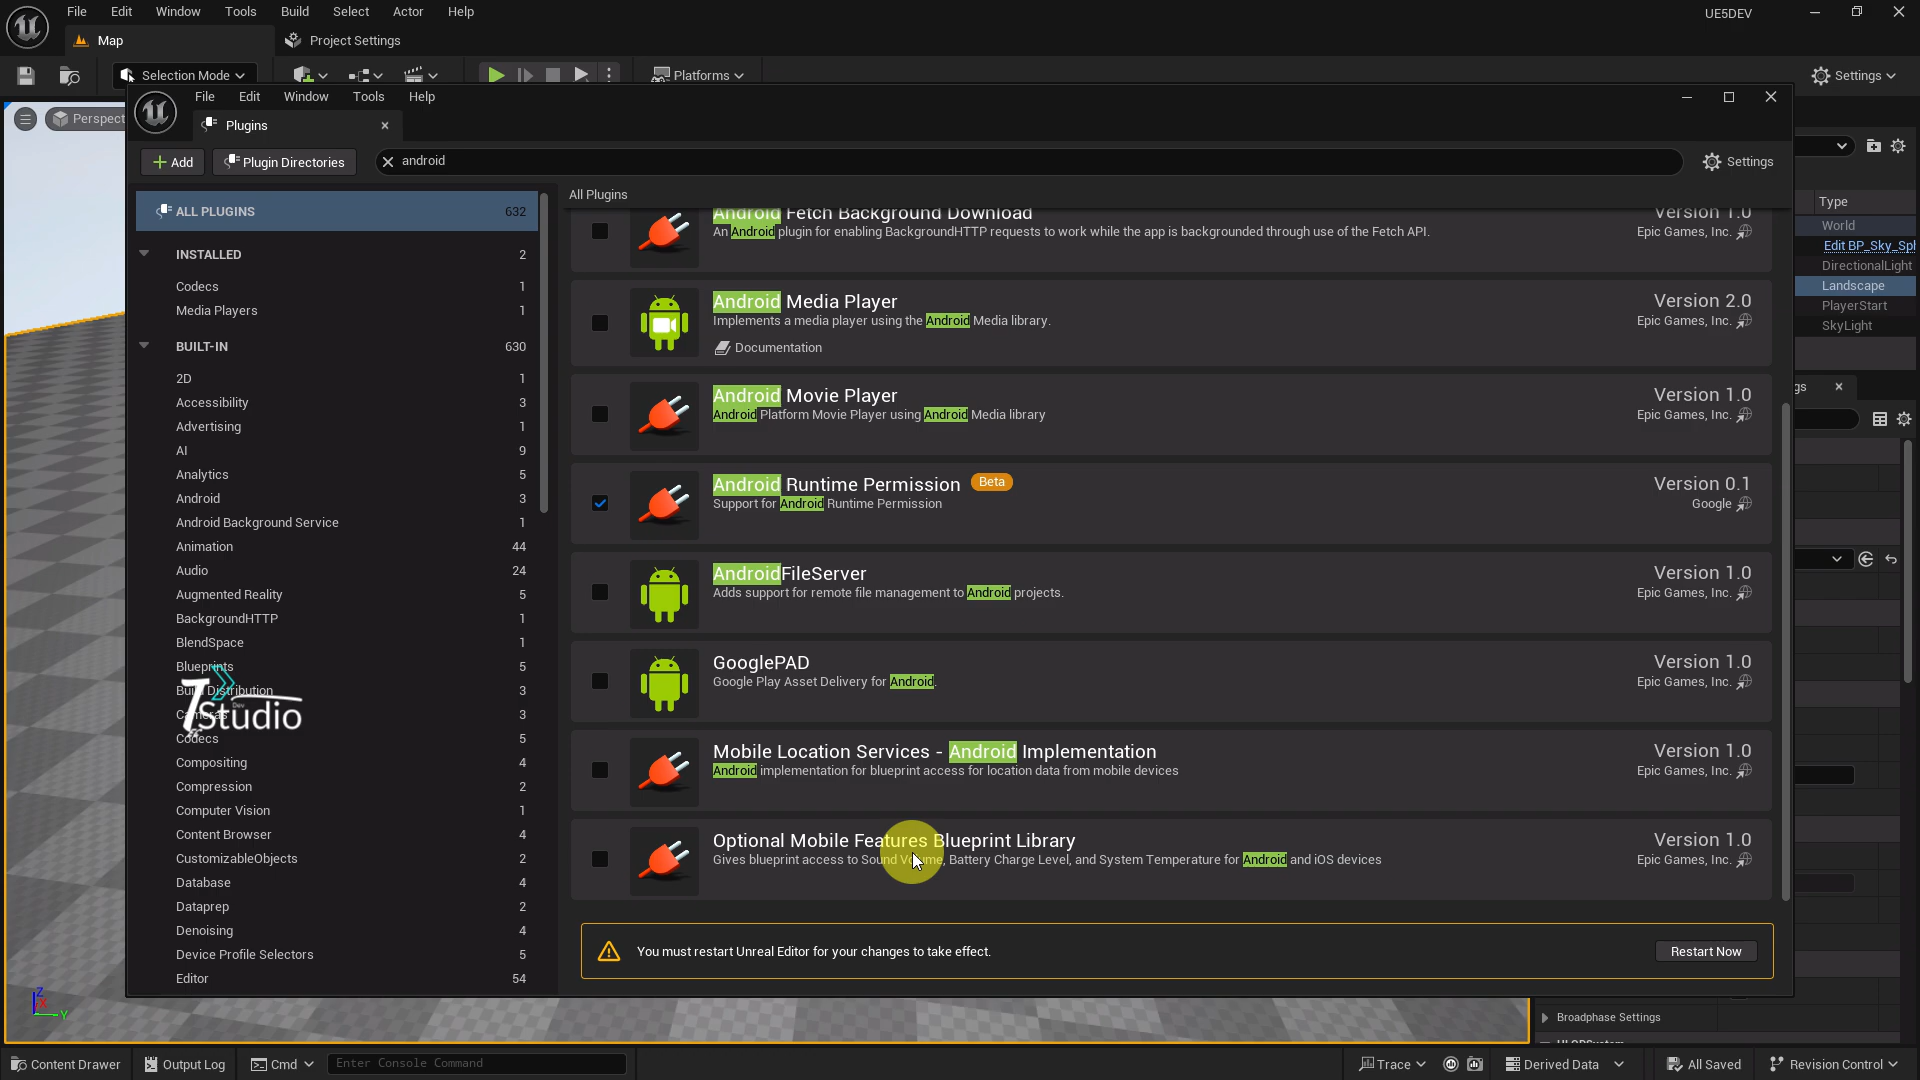 File Edit Window Tools Build Select Actor Help
UE5DEV
Map
Project Settings
Selection Mode
Platforms
Settings
File Edit Window Tools Help
Perspect
Plugins
Add
Plugin Directories
android
Settings
ALL PLUGINS 632
INSTALLED 2
Codecs 1
Media Players 1
BUILT-IN 630
2D 1
Accessibility 3
Advertising 1
AI 9
Analytics 5
Android 3
Android Background Service 1
Animation 44
Audio 24
Augmented Reality 5
BackgroundHTTP 1
BlendSpace 1
Blueprints 5
Build Distribution 3
Cameras 3
Codecs 5
Compositing 4
Compression 2
Computer Vision 1
Content Browser 4
CustomizableObjects 2
Database 4
Dataprep 2
Denoising 4
Device Profile Selectors 5
Editor 54
Dev
Studio
All Plugins
Android Fetch Background Download
Version 1.0
An Android plugin for enabling BackgroundHTTP requests to work while the app is backgrounded through use of the Fetch API.
Epic Games, Inc.
Android Media Player
Version 2.0
Implements a media player using the Android Media library.
Epic Games, Inc.
Documentation
Android Movie Player
Version 1.0
Android Platform Movie Player using Android Media library
Epic Games, Inc.
Android Runtime Permission Beta
Version 0.1
Support for Android Runtime Permission
Google
AndroidFileServer
Version 1.0
Adds support for remote file management to Android projects.
Epic Games, Inc.
GooglePAD
Version 1.0
Google Play Asset Delivery for Android.
Epic Games, Inc.
Mobile Location Services - Android Implementation
Version 1.0
Android implementation for blueprint access for location data from mobile devices
Epic Games, Inc.
Optional Mobile Features Blueprint Library
Version 1.0
Gives blueprint access to Sound Volume, Battery Charge Level, and System Temperature for Android and iOS devices
Epic Games, Inc.
You must restart Unreal Editor for your changes to take effect.
Restart Now
Type
World
Edit BP_Sky_Sph
DirectionalLight
Landscape
PlayerStart
SkyLight
gs
Broadphase Settings
Z
X
Y
Content Drawer
Output Log
Cmd
Enter Console Command
Trace
Derived Data
All Saved
Revision Control